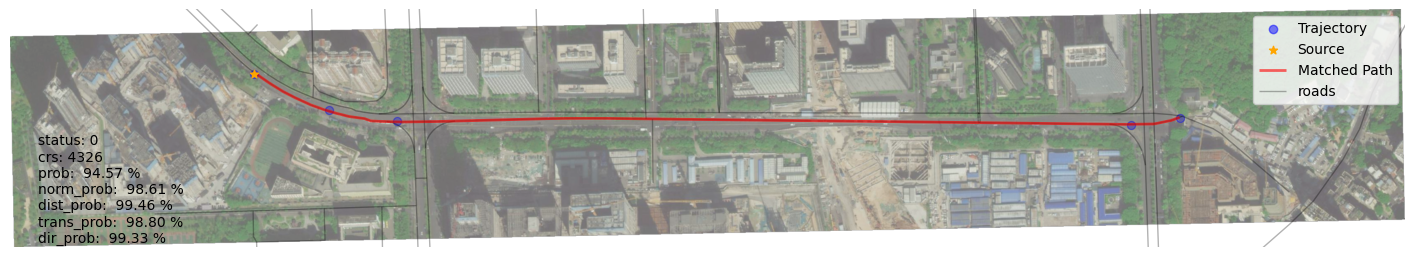 Trajectory
Source
Matched Path
roads
status: 0
crs: 4326
prob:  94.57 %
norm_prob:  98.61 %
dist_prob:  99.46 %
trans_prob:  98.80 %
dir_prob:  99.33 %